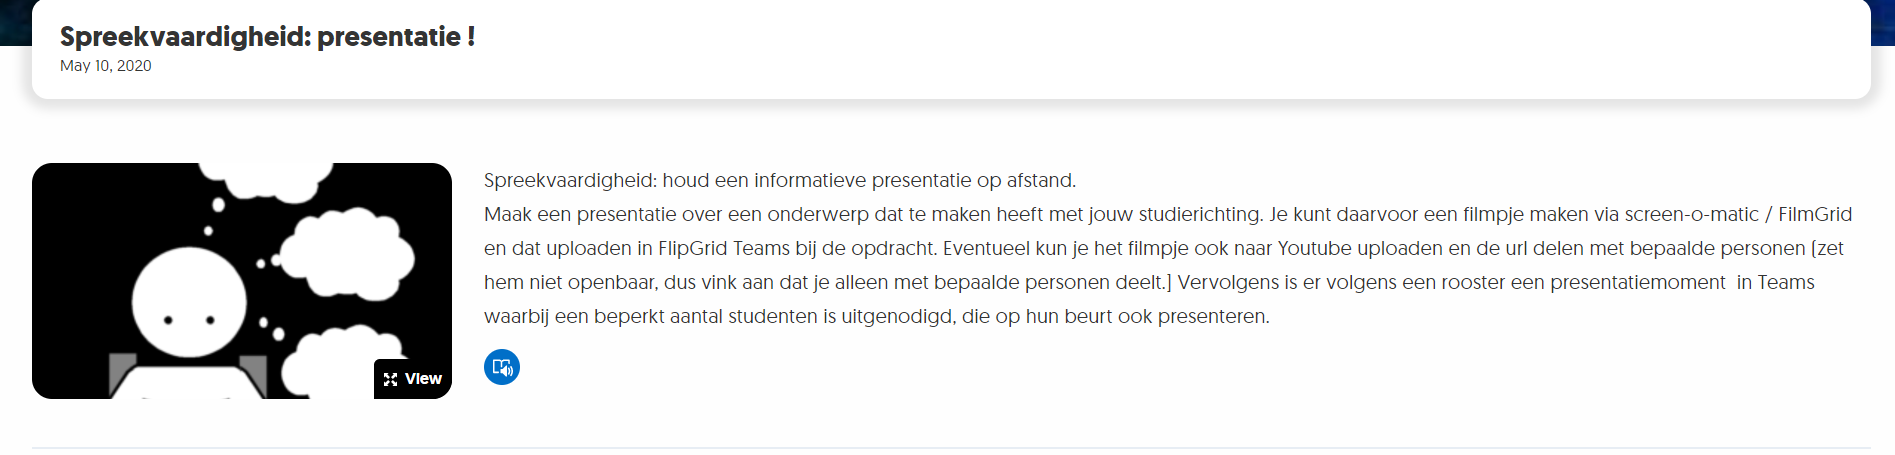 Spreekvaardigheid: presentatie !
May 10, 2020
Spreekvaardigheid: houd een informatieve presentatie op afstand.
Maak een presentatie over een onderwerp dat te maken heeft met jouw studierichting. Je kunt daarvoor een filmpje maken via screen-o-matic / FilmGrid
en dat uploaden in FlipGrid Teams bij de opdracht. Eventueel kun je het filmpje ook naar Youtube uploaden en de url delen met bepaalde personen (zet
hem niet openbaar, dus vink aan dat je alleen met bepaalde personen deelt.] Vervolgens is er volgens een rooster een presentatiemoment  in Teams
waarbij een beperkt aantal studenten is uitgenodigd, die op hun beurt ook presenteren.
View